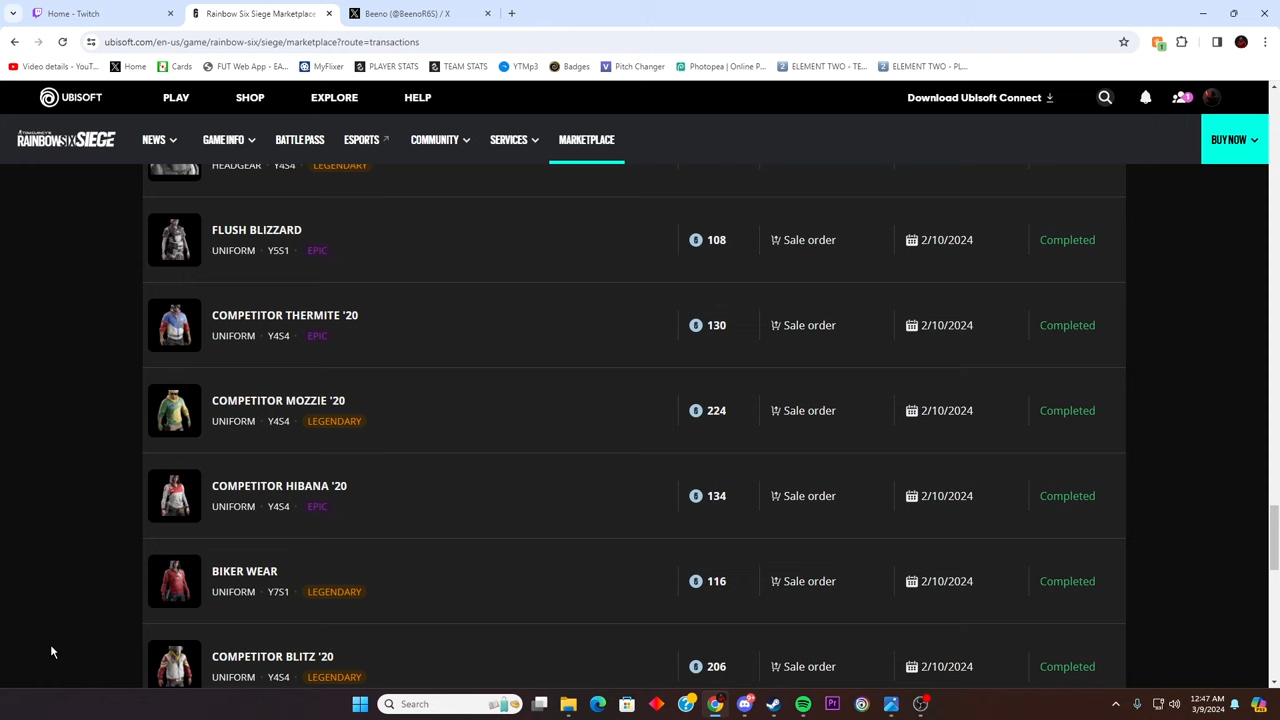 Home - Twitch
Rainbow Six Siege Marketplace
Beeno (@BeenoR6S) / X
ubisoft.com/en-us/game/rainbow-six/siege/marketplace?route=transactions
Video details - YouT... Home Cards FUT Web App - EA... MyFlixer PLAYER STATS TEAM STATS YTMp3 Badges Pitch Changer Photopea | Online P... ELEMENT TWO - TE... ELEMENT TWO - PL...
UBISOFT PLAY SHOP EXPLORE HELP Download Ubisoft Connect 1
TOM CLANCY'S
RAINBOWSIX SIEGE NEWS GAME INFO BATTLE PASS ESPORTS COMMUNITY SERVICES MARKETPLACE BUY NOW
HEADGEAR · Y4S4 · LEGENDARY
FLUSH BLIZZARD
UNIFORM · Y5S1 · EPIC
108 Sale order 2/10/2024 Completed
COMPETITOR THERMITE '20
UNIFORM · Y4S4 · EPIC
130 Sale order 2/10/2024 Completed
COMPETITOR MOZZIE '20
UNIFORM · Y4S4 · LEGENDARY
224 Sale order 2/10/2024 Completed
COMPETITOR HIBANA '20
UNIFORM · Y4S4 · EPIC
134 Sale order 2/10/2024 Completed
BIKER WEAR
UNIFORM · Y7S1 · LEGENDARY
116 Sale order 2/10/2024 Completed
COMPETITOR BLITZ '20
UNIFORM · Y4S4 · LEGENDARY
206 Sale order 2/10/2024 Completed
Search
12:47 AM
3/9/2024